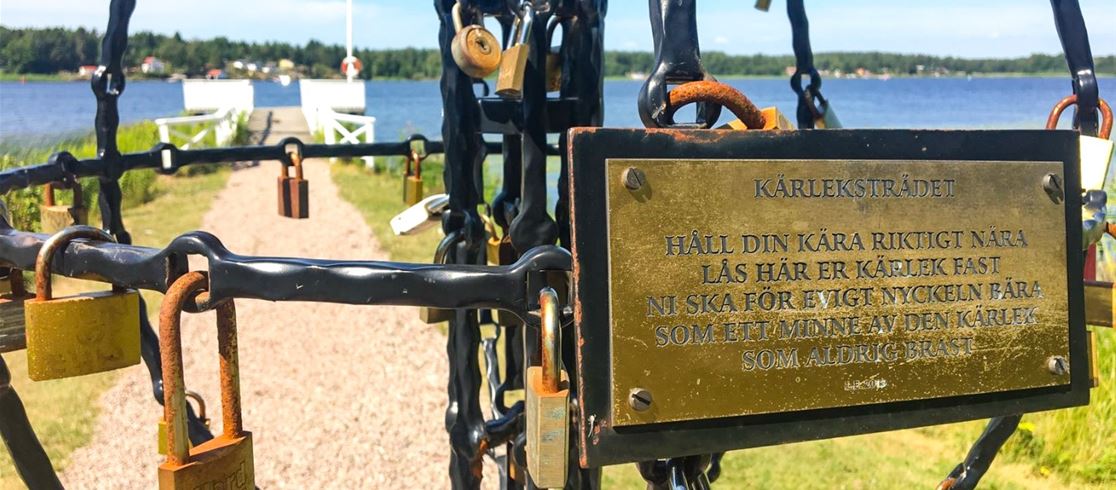 KÄRLEKSTRÄDET
HÅLL DIN KÄRA RIKTIGT NÄRA
LÅS HÄR ER KÄRLEK FAST
NI SKA FÖR EVIGT NYCKELN BÄRA
SOM ETT MINNE AV DEN KÄRLEK
SOM ALDRIG BRAST